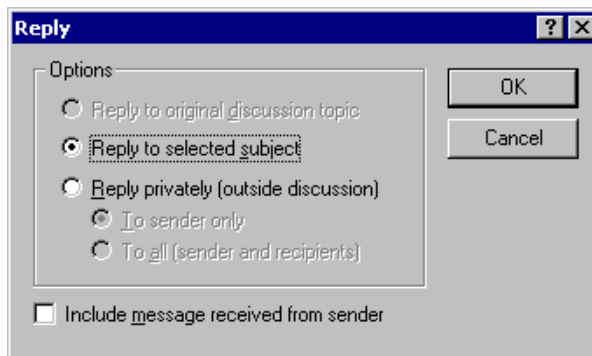 Reply
Options
Reply to original discussion topic
Reply to selected subject
Reply privately (outside discussion)
To sender only
To all (sender and recipients)
Include message received from sender
OK
Cancel